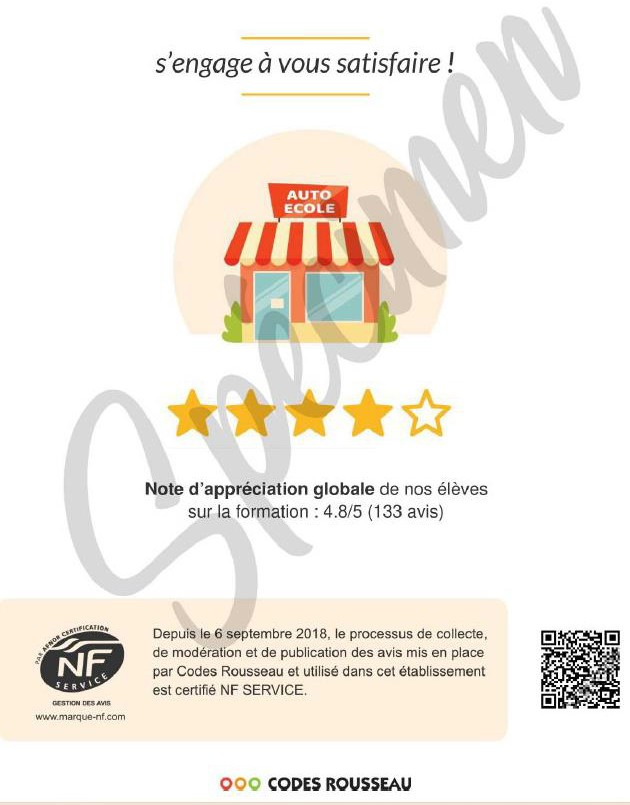 s’engage à vous satisfaire !
AUTO
ECOLE
Spécimen
Note d’appréciation globale de nos élèves
sur la formation : 4.8/5 (133 avis)
PAR AFNOR CERTIFICATION
NF
SERVICE
GESTION DES AVIS
www.marque-nf.com
Depuis le 6 septembre 2018, le processus de collecte,
de modération et de publication des avis mis en place
par Codes Rousseau et utilisé dans cet établissement
est certifié NF SERVICE.
CODES ROUSSEAU